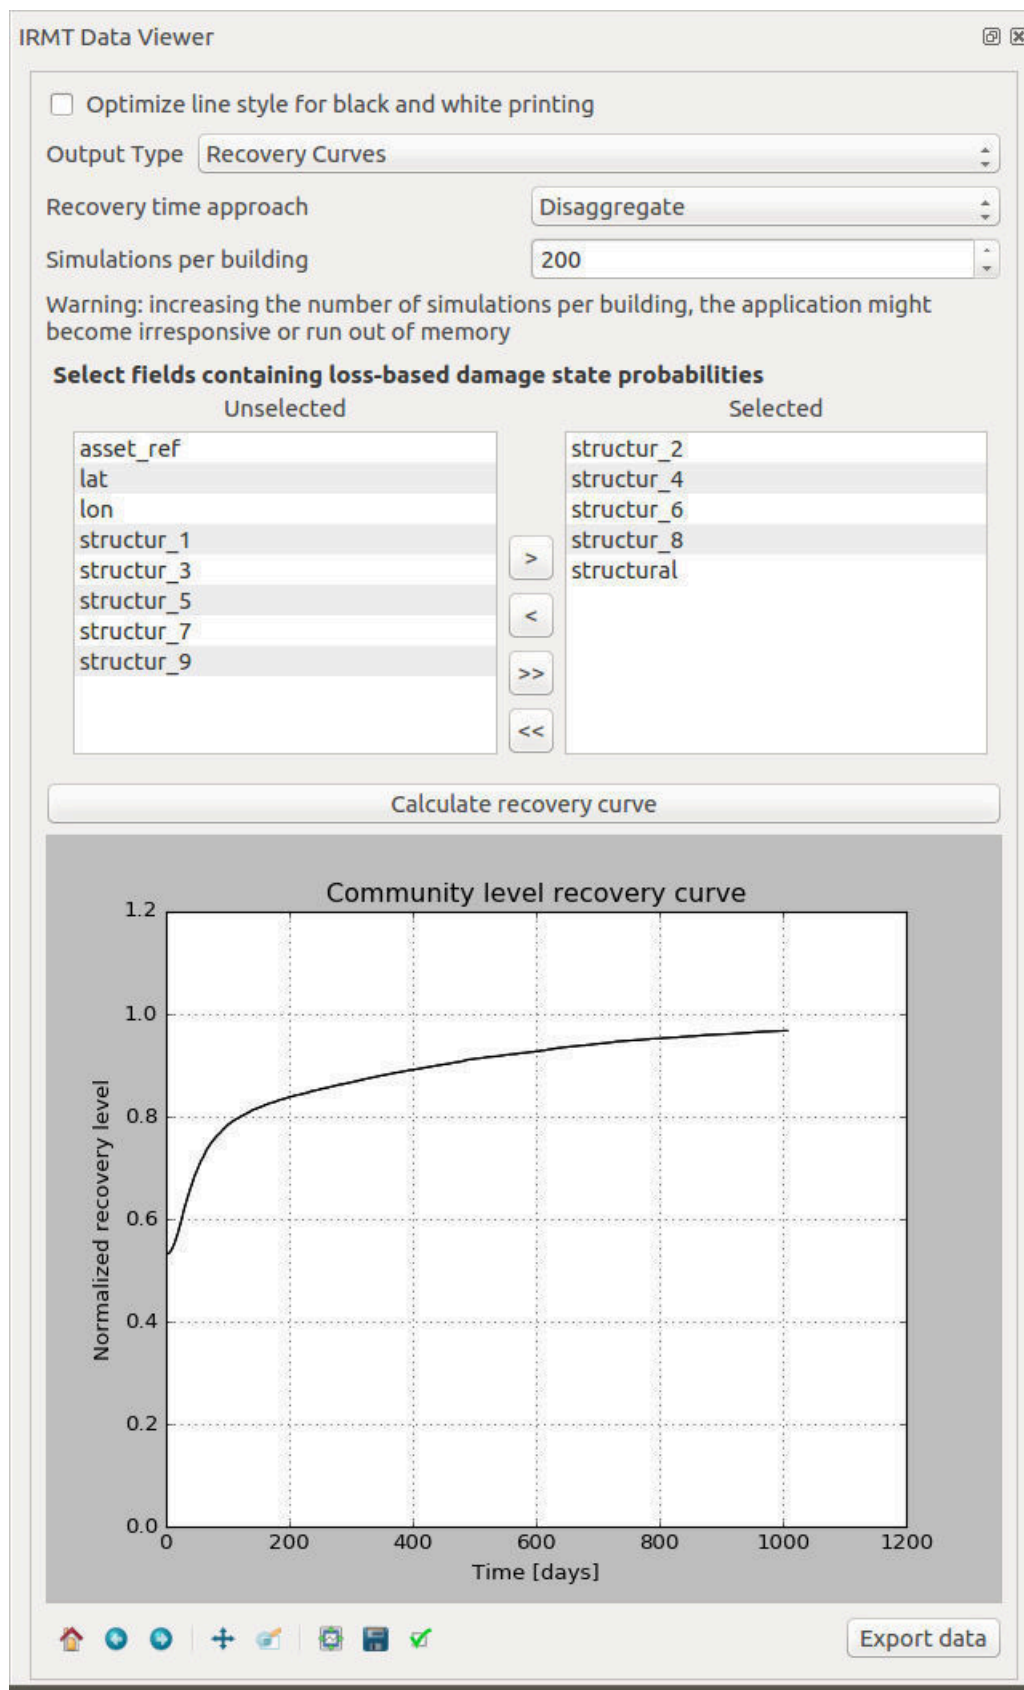 IRMT Data Viewer
Optimize line style for black and white printing
Output Type Recovery Curves
Recovery time approach Disaggregate
Simulations per building 200
Warning: increasing the number of simulations per building, the application might
become irresponsive or run out of memory
Select fields containing loss-based damage state probabilities
Unselected Selected
asset_ref
lat
lon
structur_1
structur_3
structur_5
structur_7
structur_9
>
<
>>
<<
structur_2
structur_4
structur_6
structur_8
structural
Calculate recovery curve
Community level recovery curve
1.2
1.0
0.8
0.6
0.4
0.2
0.0
Normalized recovery level
0 200 400 600 800 1000 1200
Time [days]
Export data